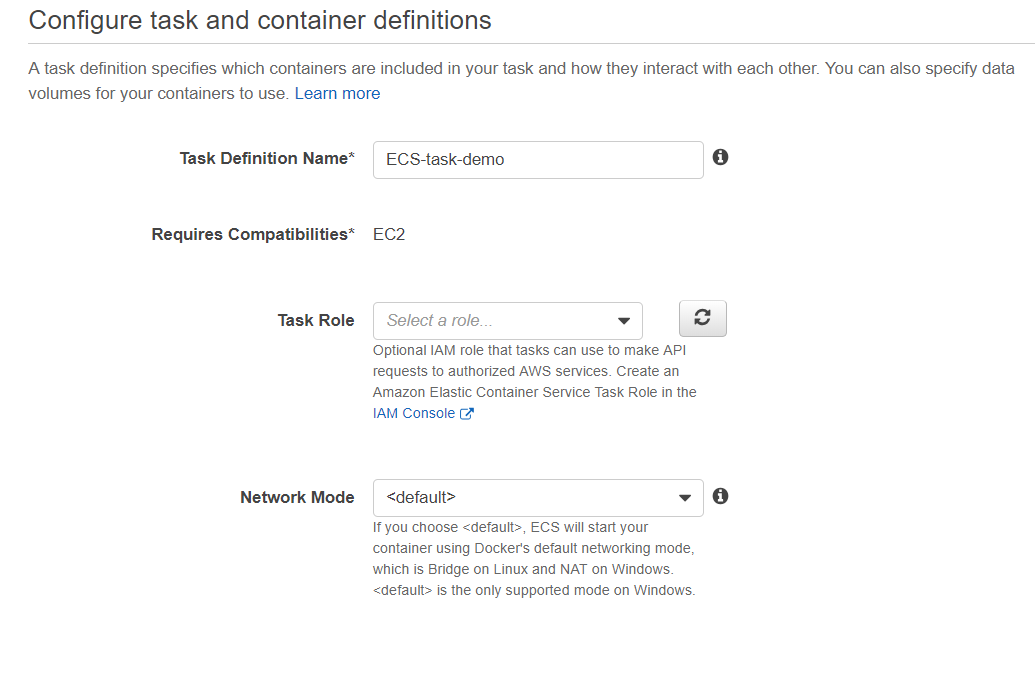 Configure task and container definitions
A task definition specifies which containers are included in your task and how they interact with each other. You can also specify data
volumes for your containers to use. Learn more
Task Definition Name* ECS-task-demo
Requires Compatibilities* EC2
Task Role Select a role...
Optional IAM role that tasks can use to make API
requests to authorized AWS services. Create an
Amazon Elastic Container Service Task Role in the
IAM Console
Network Mode <default>
If you choose <default>, ECS will start your
container using Docker's default networking mode,
which is Bridge on Linux and NAT on Windows.
<default> is the only supported mode on Windows.